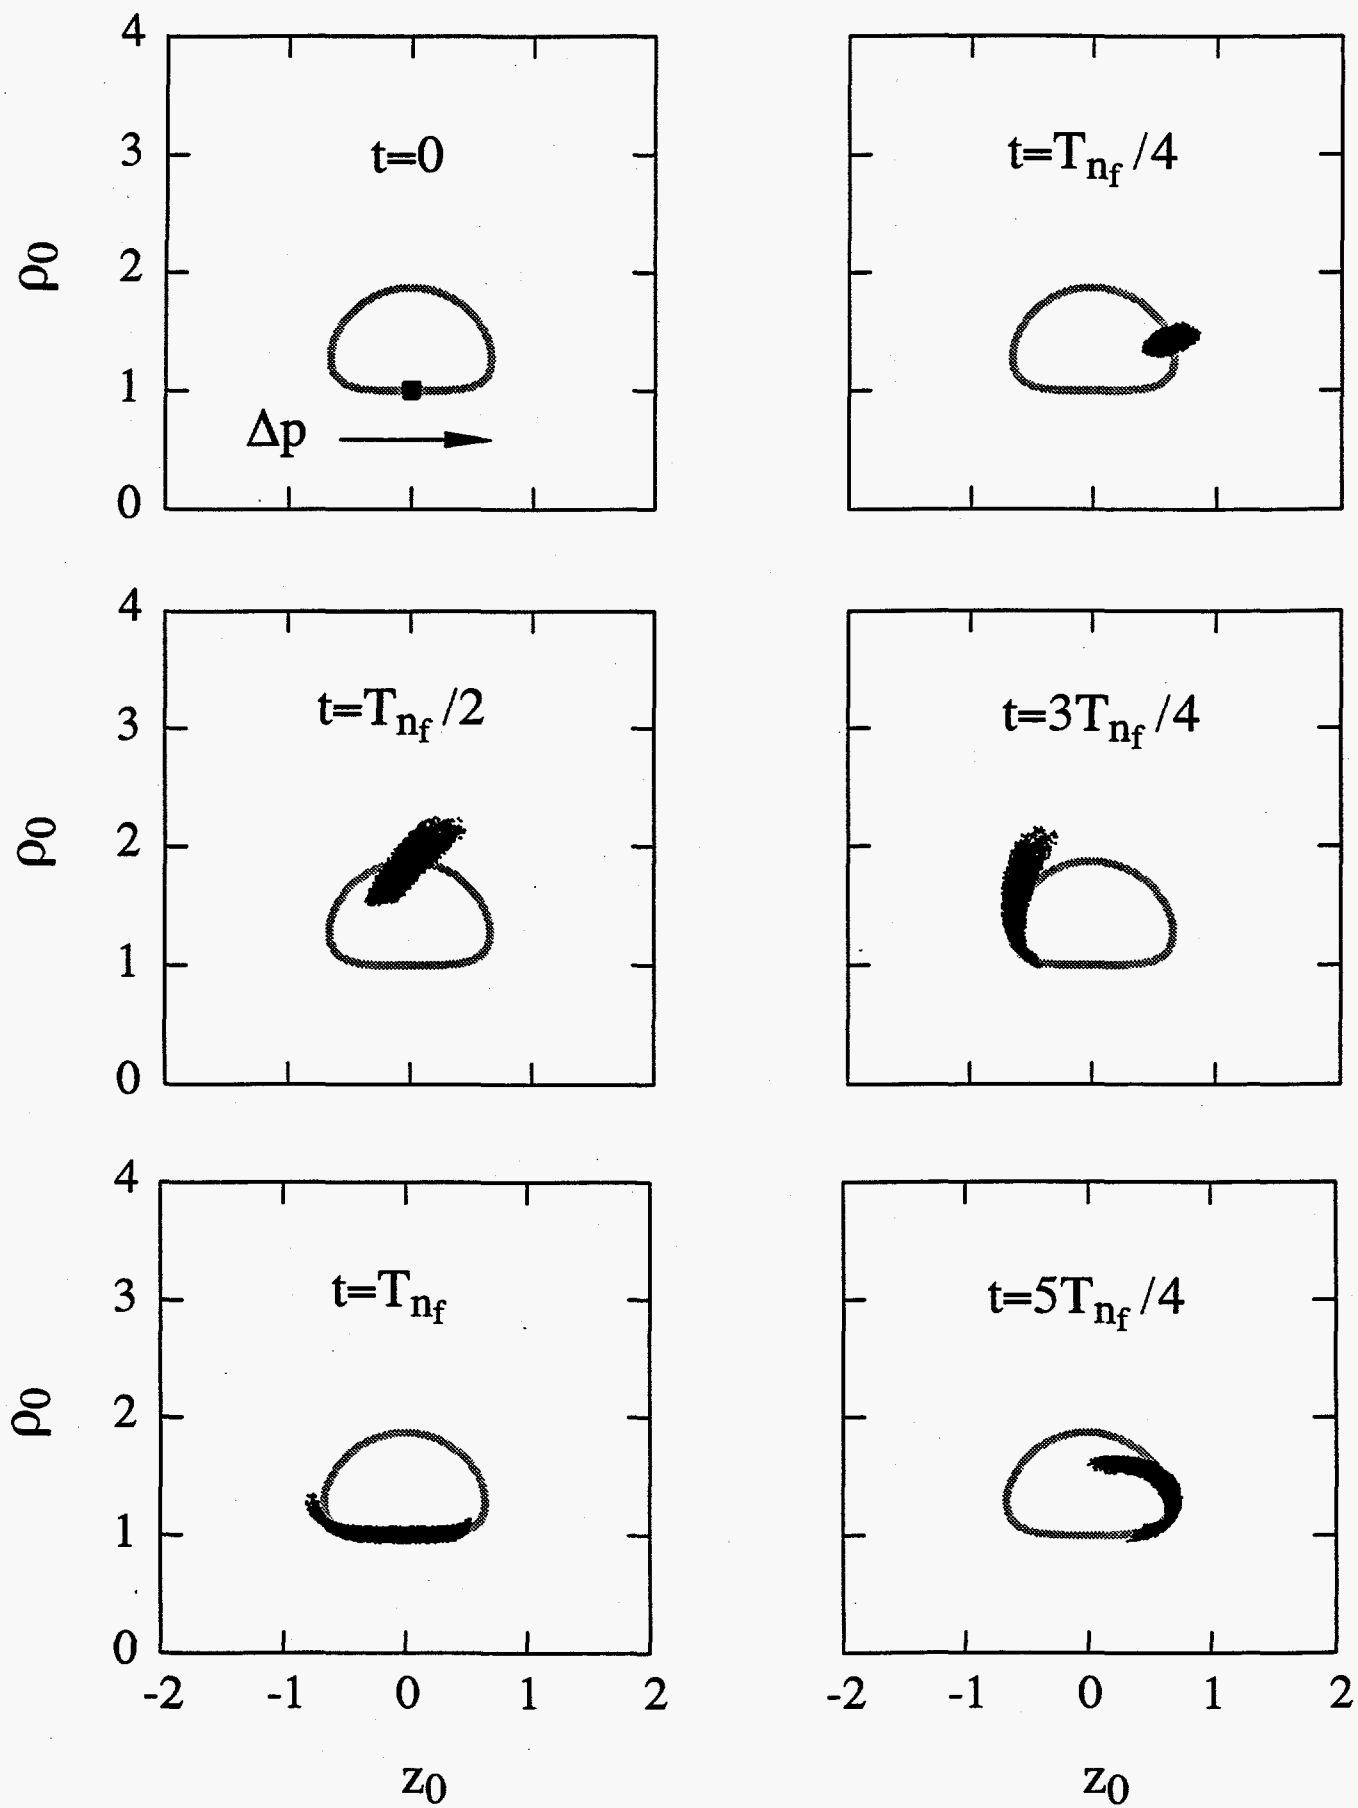 4
3
2
1
0
ρ₀
t=0
Δp
t=T_{n_f}/4
4
3
2
1
0
ρ₀
t=T_{n_f}/2
t=3T_{n_f}/4
4
3
2
1
0
ρ₀
t=T_{n_f}
t=5T_{n_f}/4
-2 -1 0 1 2
-2 -1 0 1 2
z₀
z₀